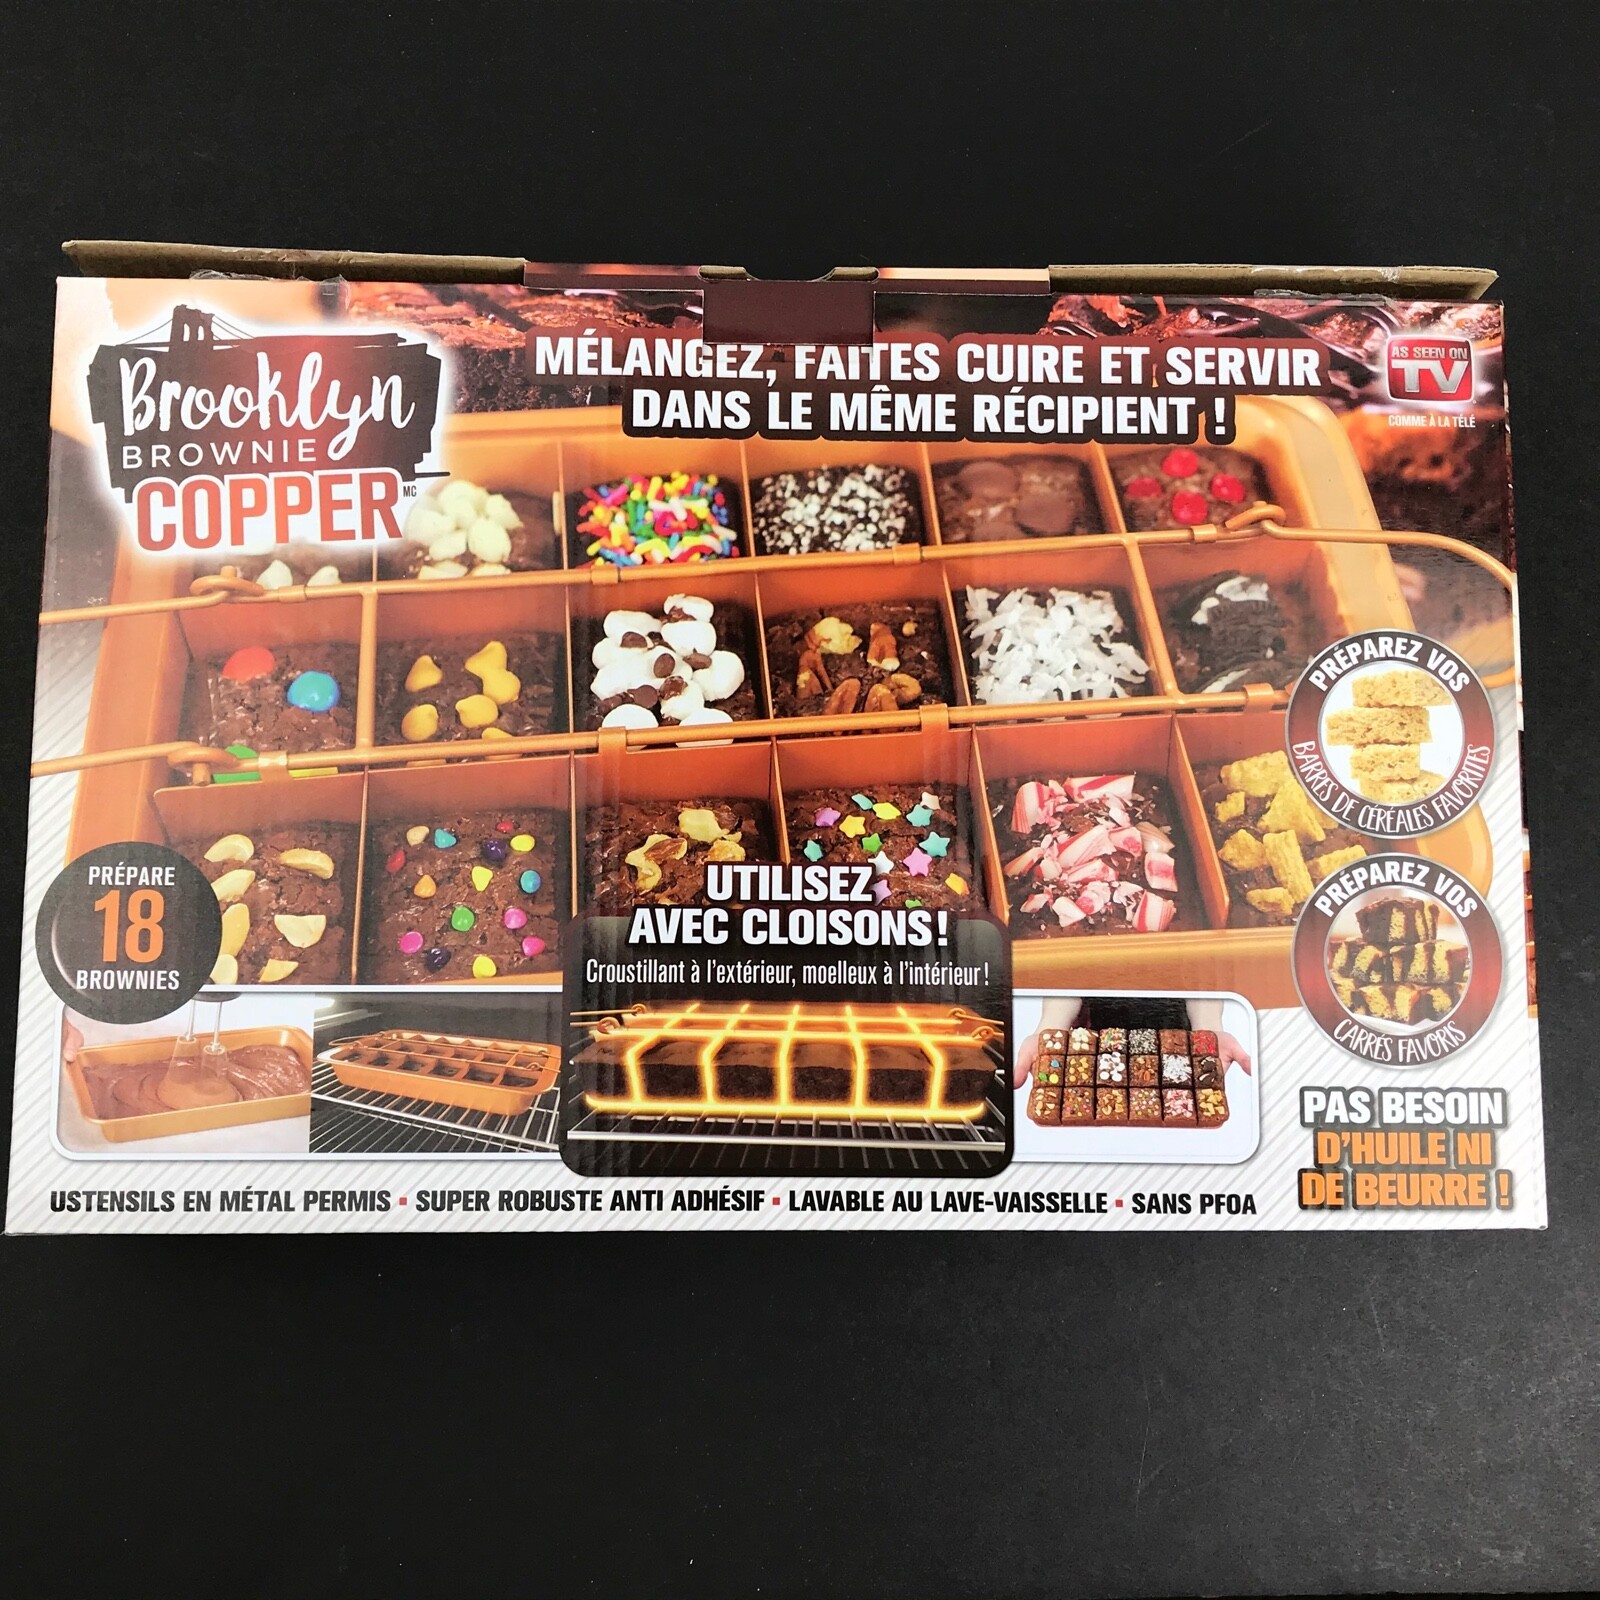 Brooklyn
BROWNIE
COPPER MC
MÉLANGEZ, FAITES CUIRE ET SERVIR
DANS LE MÊME RÉCIPIENT !
AS SEEN ON
TV
COMME À LA TÉLÉ
PRÉPAREZ VOS
BARRES DE CÉRÉALES FAVORITES
PRÉPARE
18
BROWNIES
UTILISEZ
AVEC CLOISONS!
Croustillant à l'extérieur, moelleux à l'intérieur!
PRÉPAREZ VOS
CARRÉS FAVORIS
PAS BESOIN
D'HUILE NI
DE BEURRE !
USTENSILS EN MÉTAL PERMIS ▪ SUPER ROBUSTE ANTI ADHÉSIF ▪ LAVABLE AU LAVE-VAISSELLE ▪ SANS PFOA